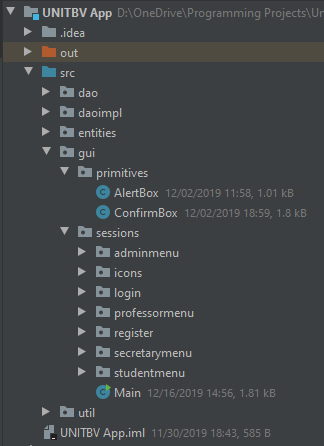 UNITBV App D:\OneDrive\Programming Projects\Un
.idea
out
src
dao
daoimpl
entities
gui
primitives
AlertBox 12/02/2019 11:58, 1.01 kB
ConfirmBox 12/02/2019 18:59, 1.8 kB
sessions
adminmenu
icons
login
professormenu
register
secretarymenu
studentmenu
Main 12/16/2019 14:56, 1.81 kB
util
UNITBV App.iml 11/30/2019 18:43, 585 B